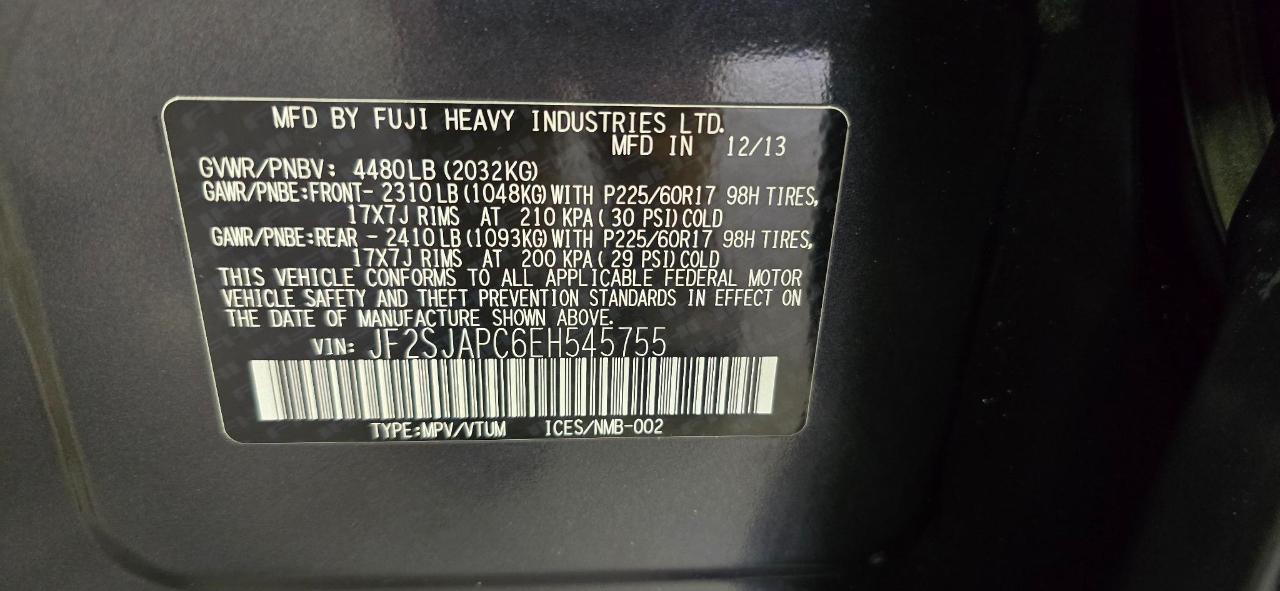 MFD BY FUJI HEAVY INDUSTRIES LTD.
MFD IN 12/13
GVWR/PNBV: 4480LB (2032KG)
GAWR/PNBE:FRONT- 2310LB (1048KG) WITH P225/60R17 98H TIRES,
17X7J RIMS AT 210 KPA ( 30 PSI) COLD
GAWR/PNBE:REAR - 2410LB (1093KG) WITH P225/60R17 98H TIRES,
17X7J RIMS AT 200 KPA ( 29 PSI) COLD
THIS VEHICLE CONFORMS TO ALL APPLICABLE FEDERAL MOTOR
VEHICLE SAFETY AND THEFT PREVENTION STANDARDS IN EFFECT ON
THE DATE OF MANUFACTURE SHOWN ABOVE.
VIN: JF2SJAPC6EH545755
TYPE:MPV/VTUM ICES/NMB-002